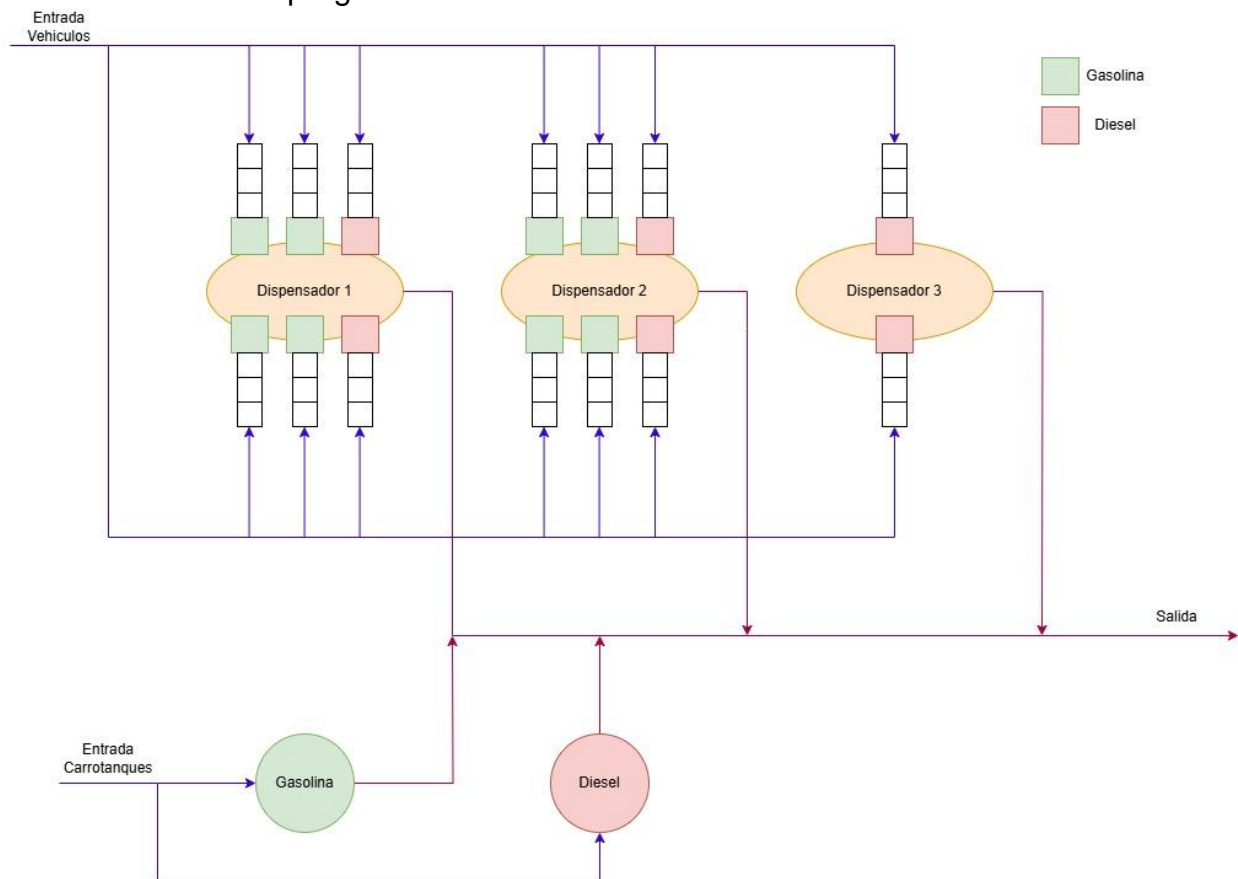 Entrada
Vehiculos
Gasolina
Diesel
Dispensador 1
Dispensador 2
Dispensador 3
Salida
Entrada
Carrotanques
Gasolina
Diesel